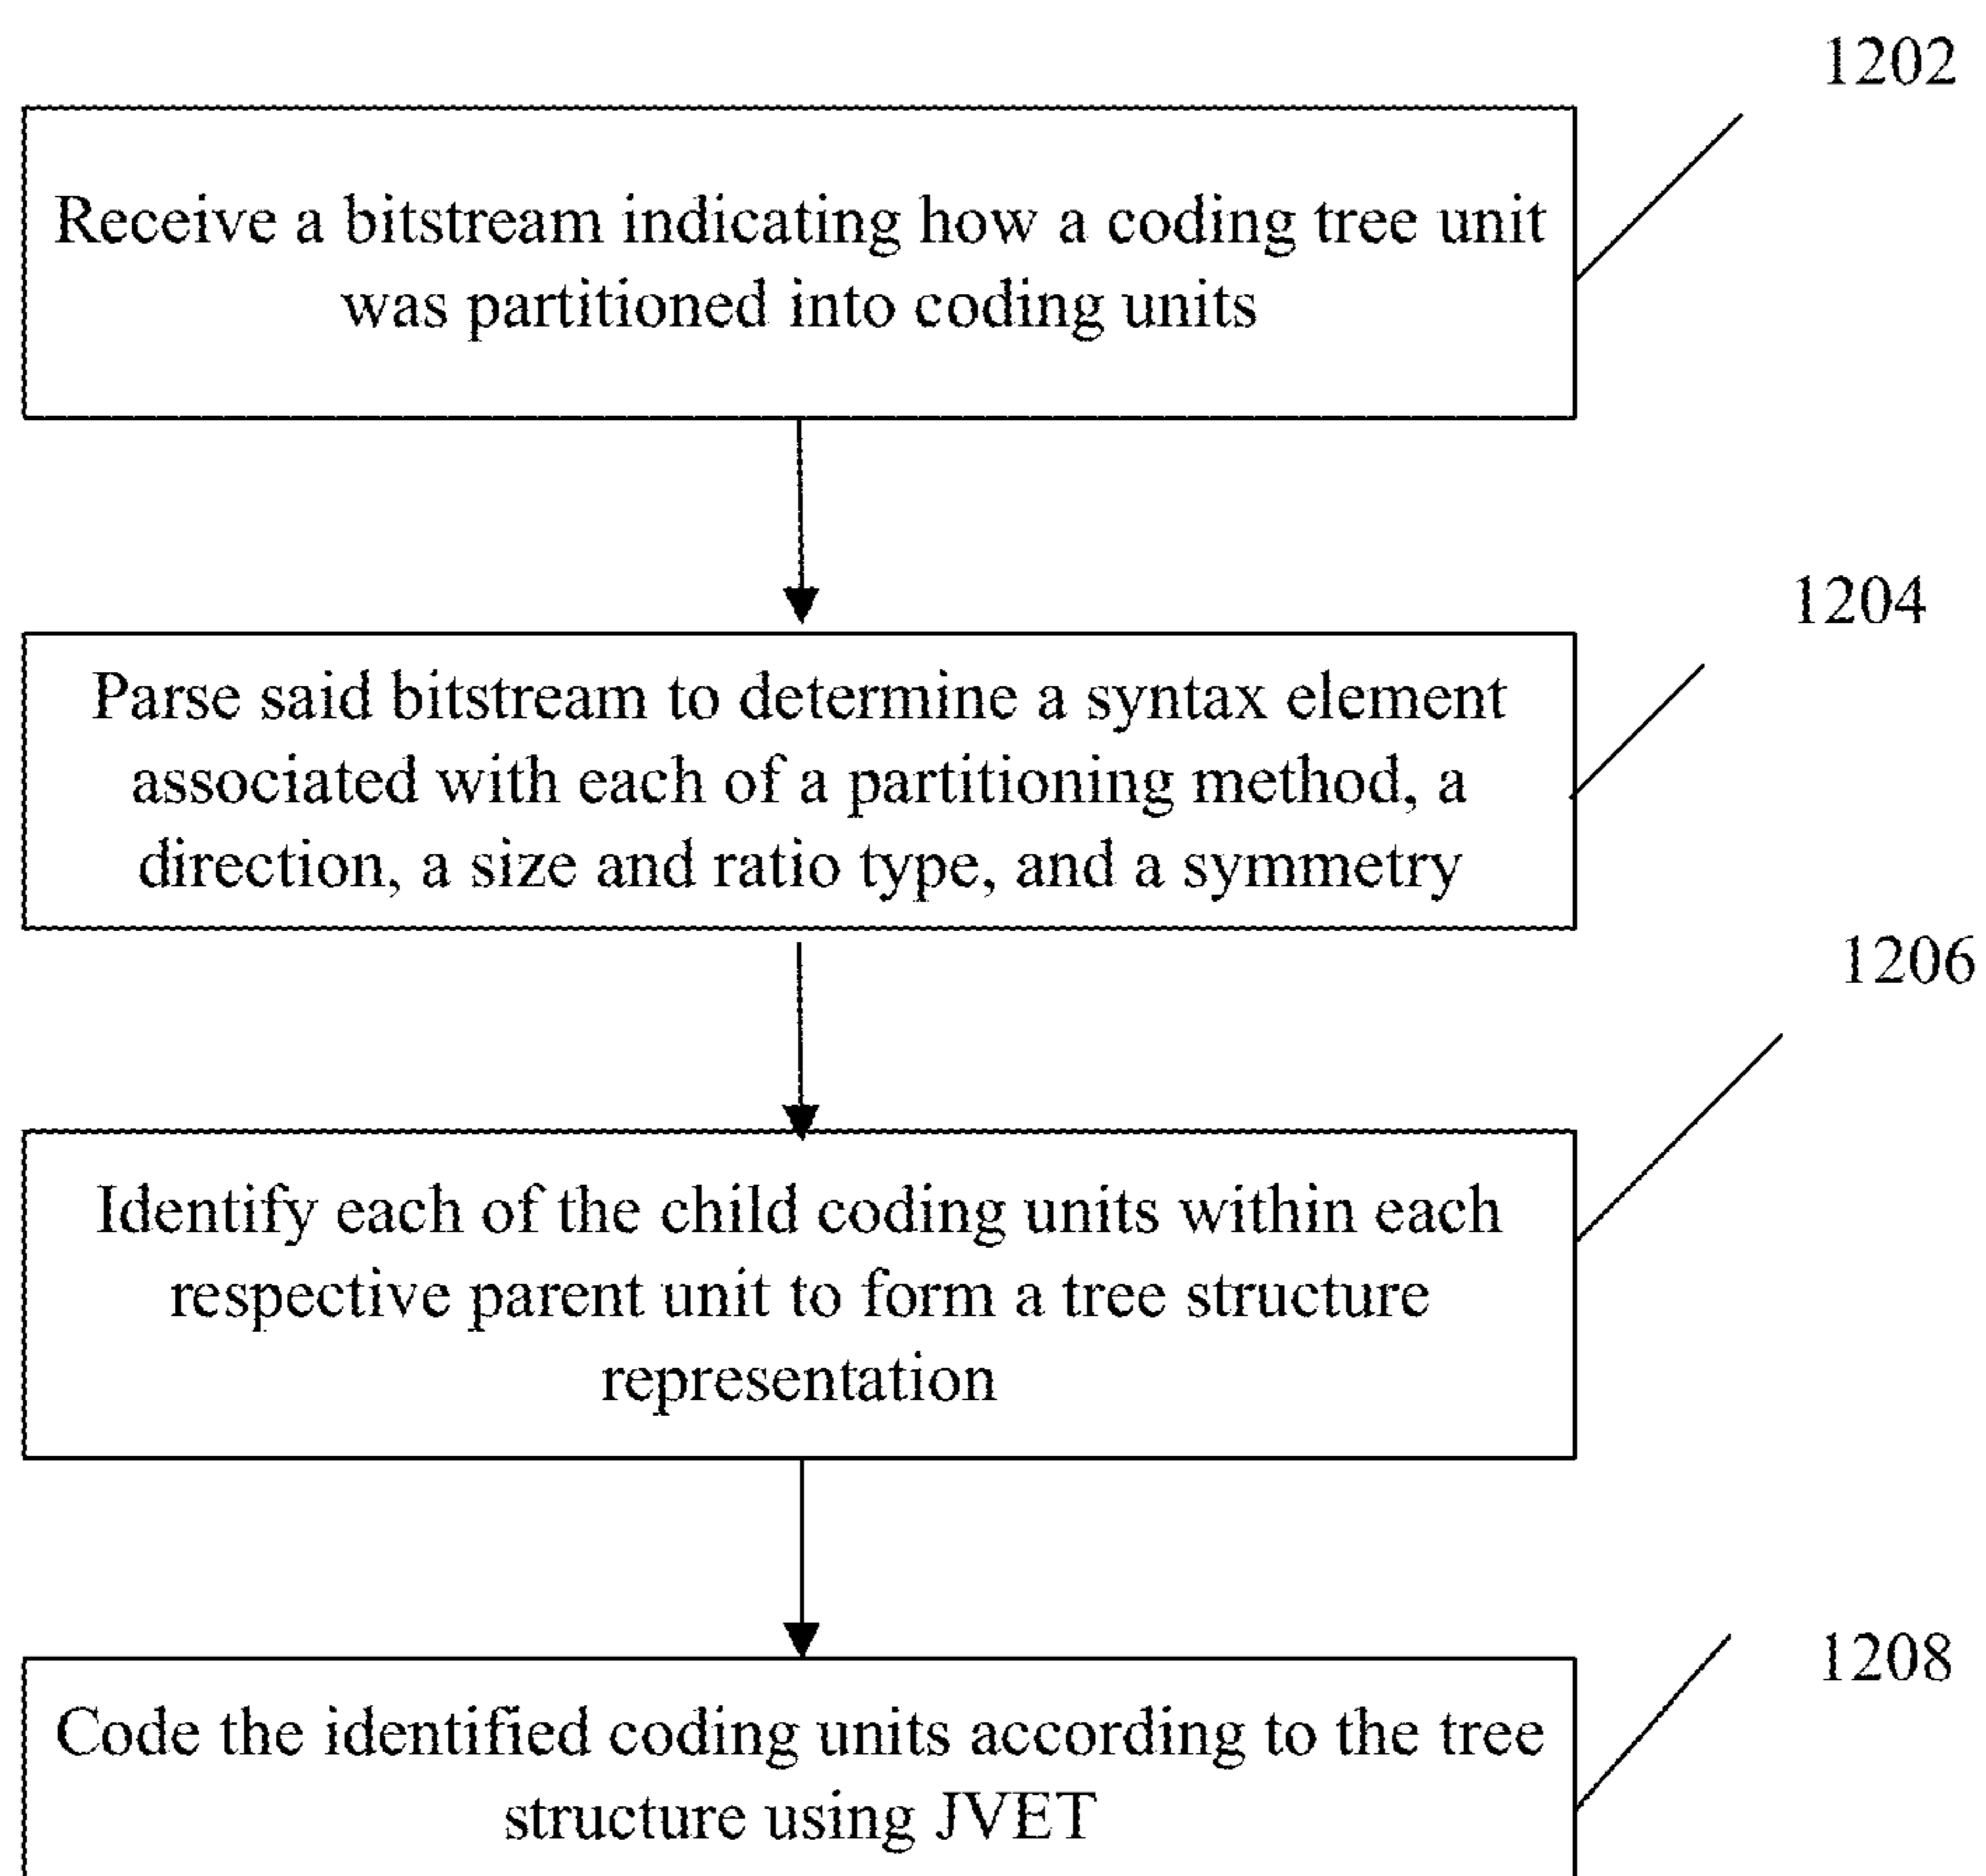 1202
Receive a bitstream indicating how a coding tree unit
was partitioned into coding units
1204
Parse said bitstream to determine a syntax element
associated with each of a partitioning method, a
direction, a size and ratio type, and a symmetry
1206
Identify each of the child coding units within each
respective parent unit to form a tree structure
representation
1208
Code the identified coding units according to the tree
structure using JVET